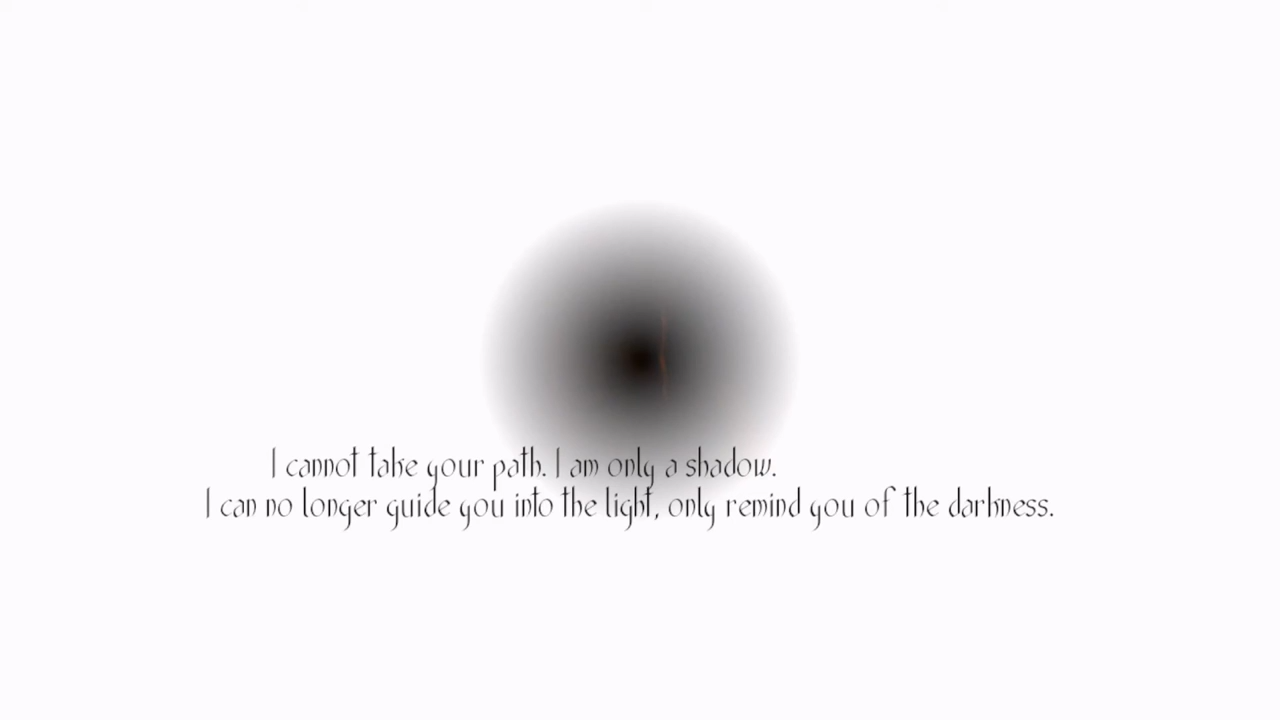 I cannot take your path. I am only a shadow.
I can no longer guide you into the light, only remind you of the darkness.